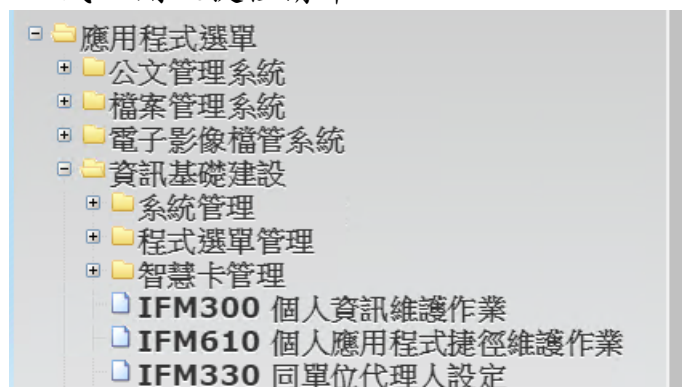 應用程式選單
公文管理系統
檔案管理系統
電子影像檔管系統
資訊基礎建設
系統管理
程式選單管理
智慧卡管理
IFM300 個人資訊維護作業
IFM610 個人應用程式捷徑維護作業
IFM330 同單位代理人設定